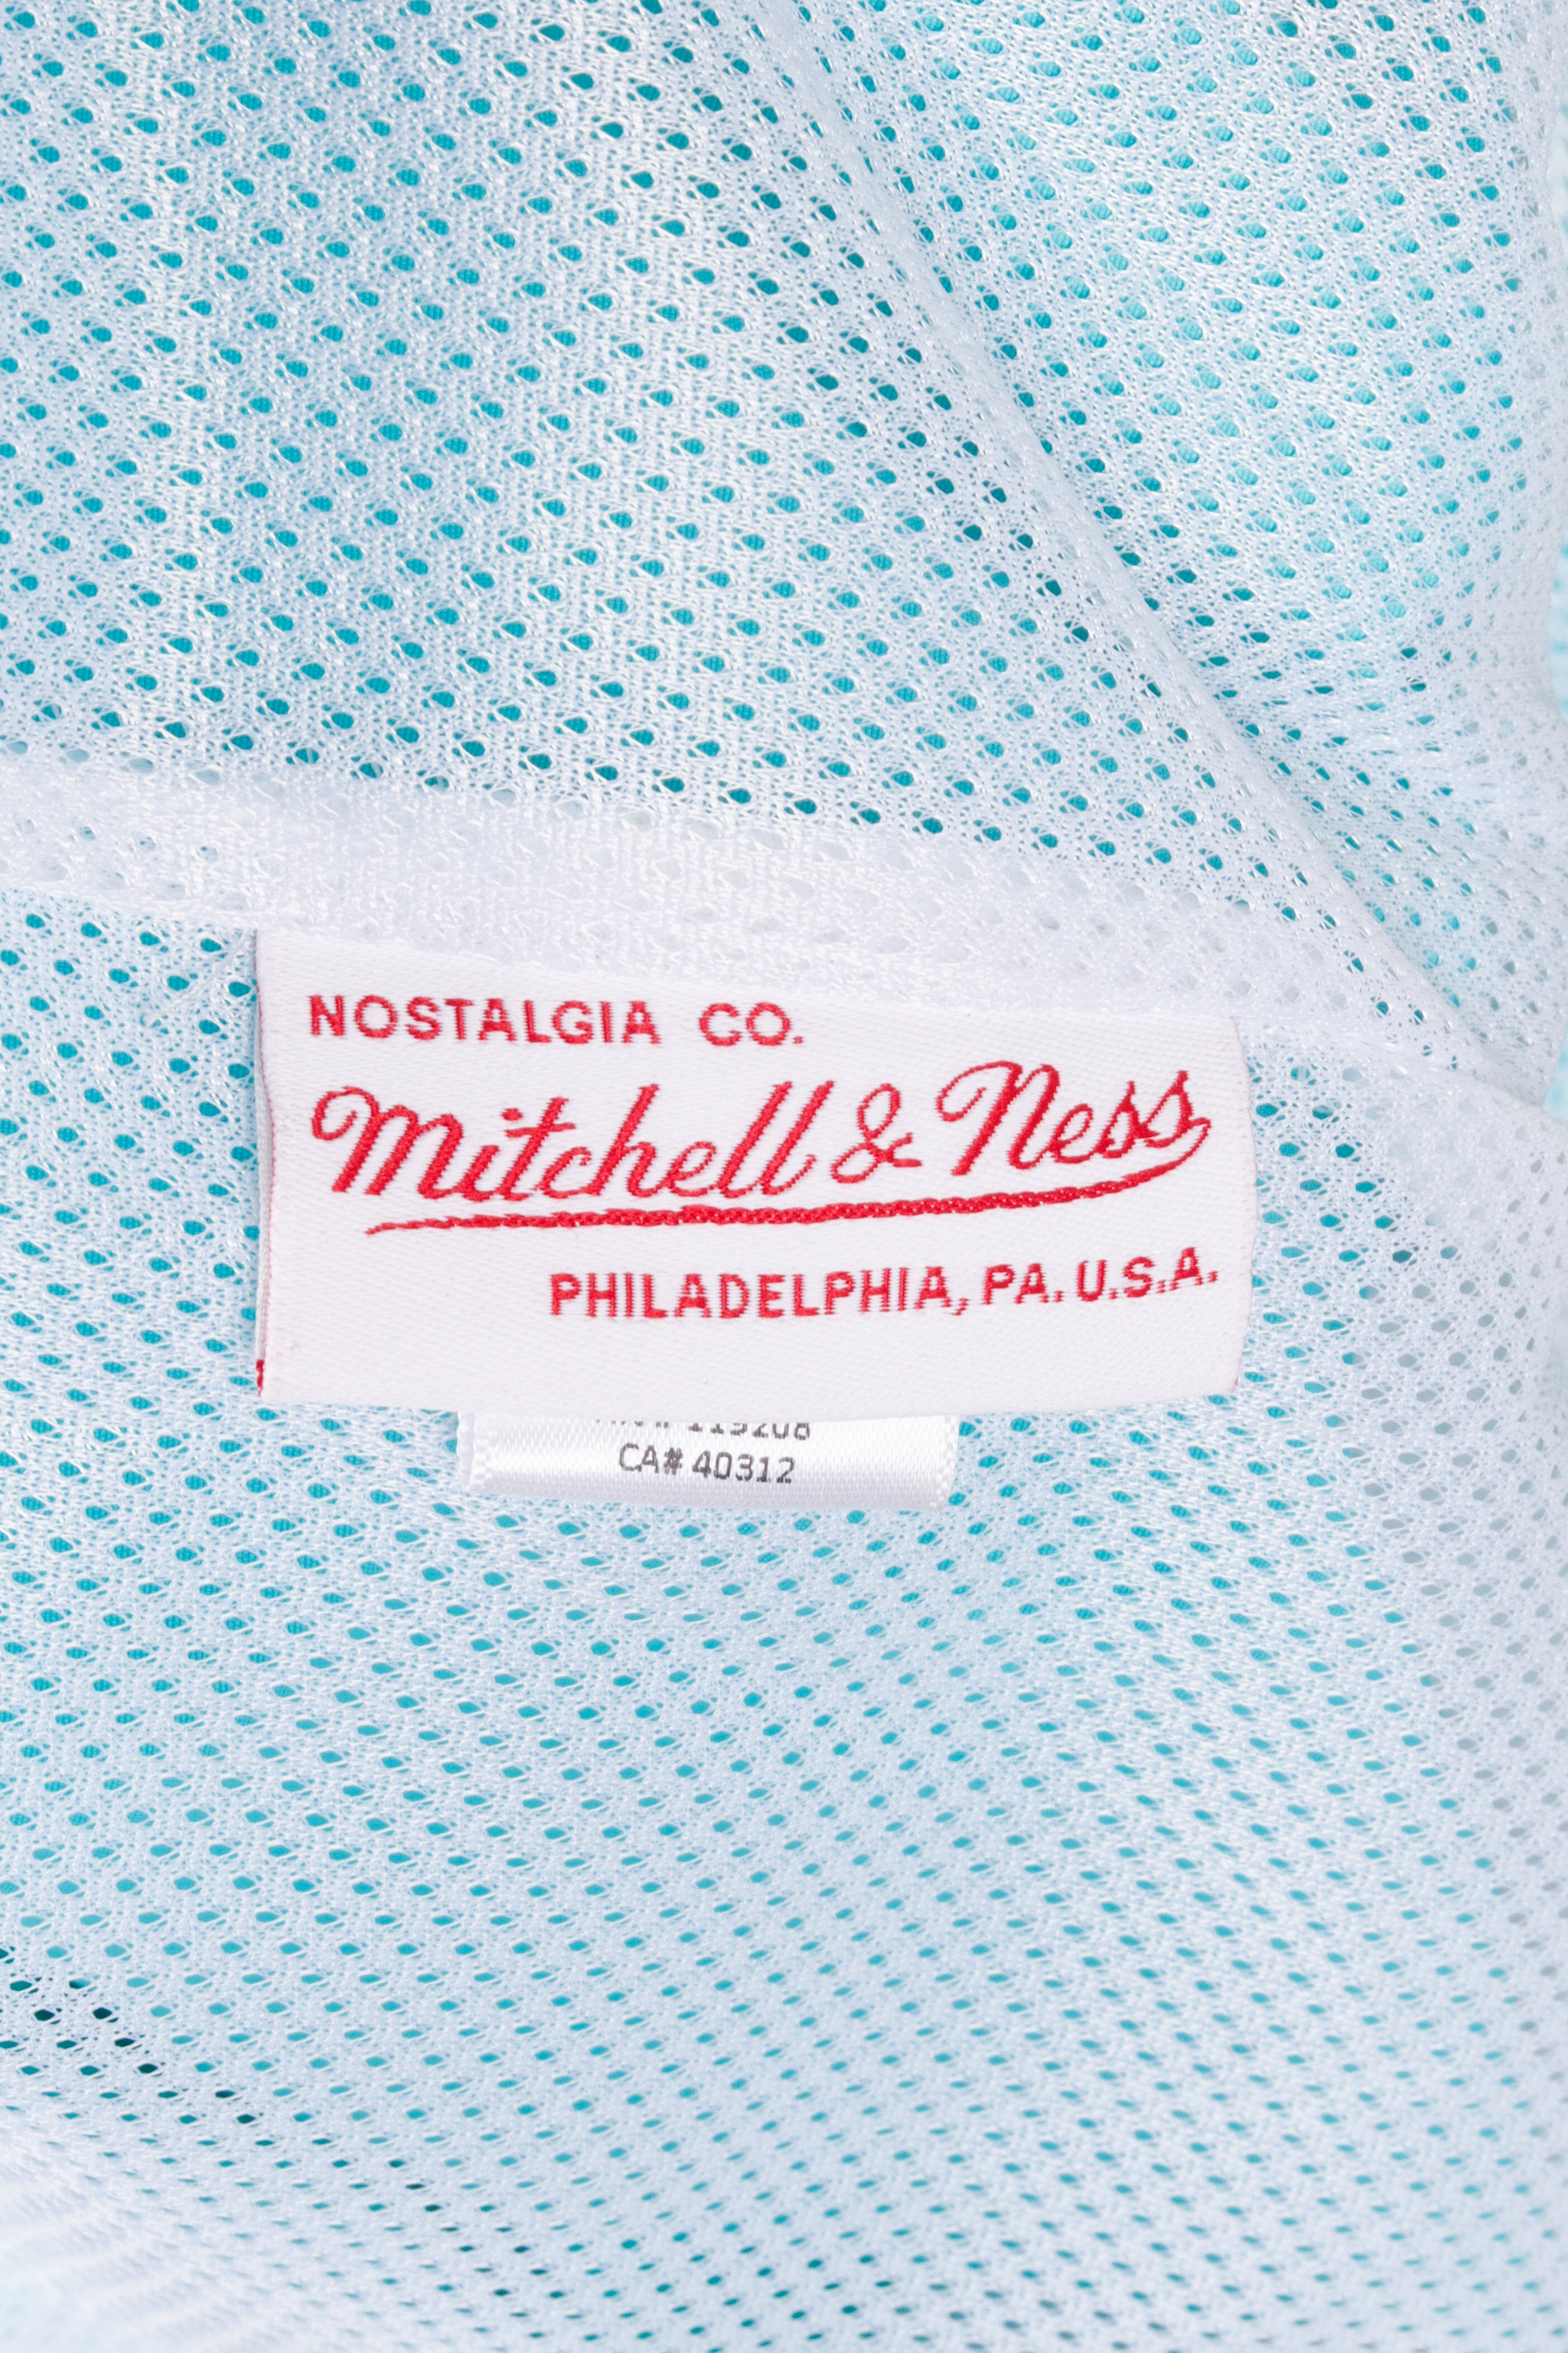 NOSTALGIA CO.
Mitchell & Ness
PHILADELPHIA, PA. U.S.A.
CA# 40312